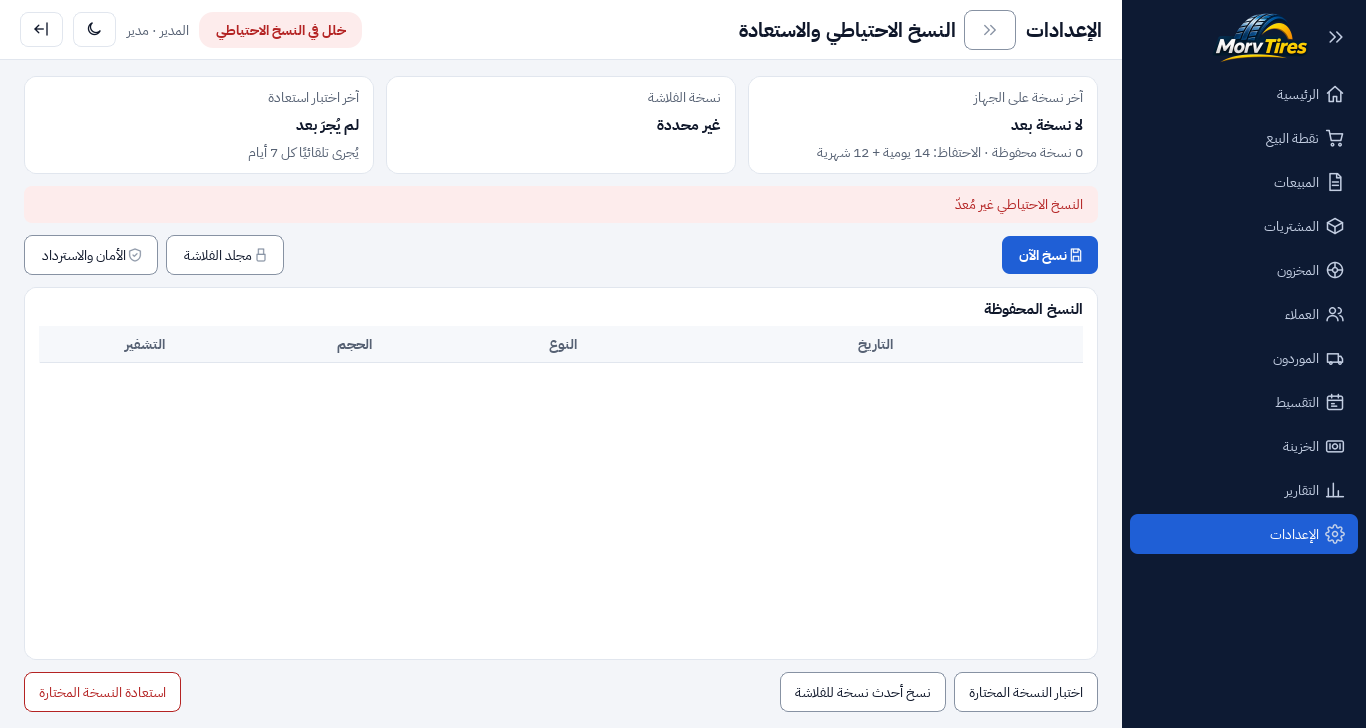 MorvTires
الرئيسية
نقطة البيع
المبيعات
المشتريات
المخزون
العملاء
الموردون
التقسيط
الخزينة
التقارير
الإعدادات
الإعدادات
النسخ الاحتياطي والاستعادة
خلل في النسخ الاحتياطي
المدير · مدير
آخر نسخة على الجهاز
لا نسخة بعد
0 نسخة محفوظة · الاحتفاظ: 14 يومية + 12 شهرية
نسخة الفلاشة
غير محددة
آخر اختبار استعادة
لم يُجرَ بعد
يُجرى تلقائيًا كل 7 أيام
النسخ الاحتياطي غير مُعدّ
نسخ الآن
مجلد الفلاشة
الأمان والاسترداد
النسخ المحفوظة
التاريخ النوع الحجم التشفير
اختبار النسخة المختارة
نسخ أحدث نسخة للفلاشة
استعادة النسخة المختارة